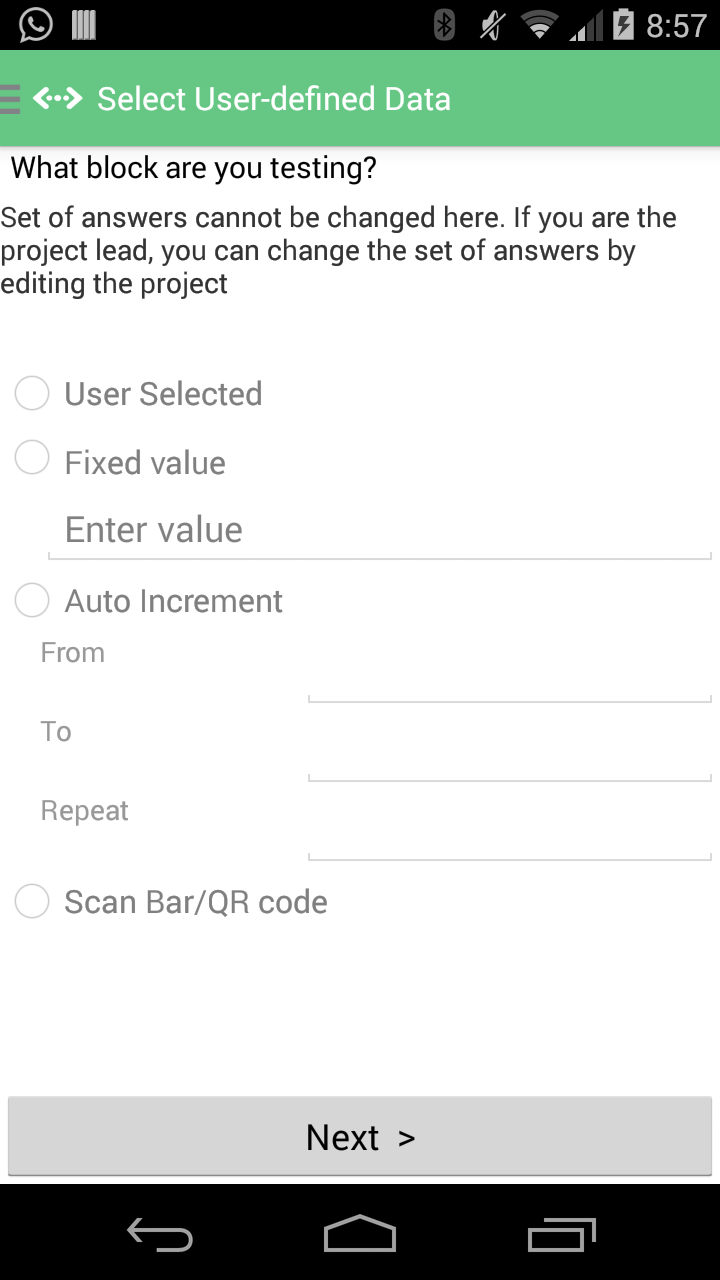 8:57
Select User-defined Data
What block are you testing?
Set of answers cannot be changed here. If you are the
project lead, you can change the set of answers by
editing the project
User Selected
Fixed value
Enter value
Auto Increment
From
To
Repeat
Scan Bar/QR code
Next >